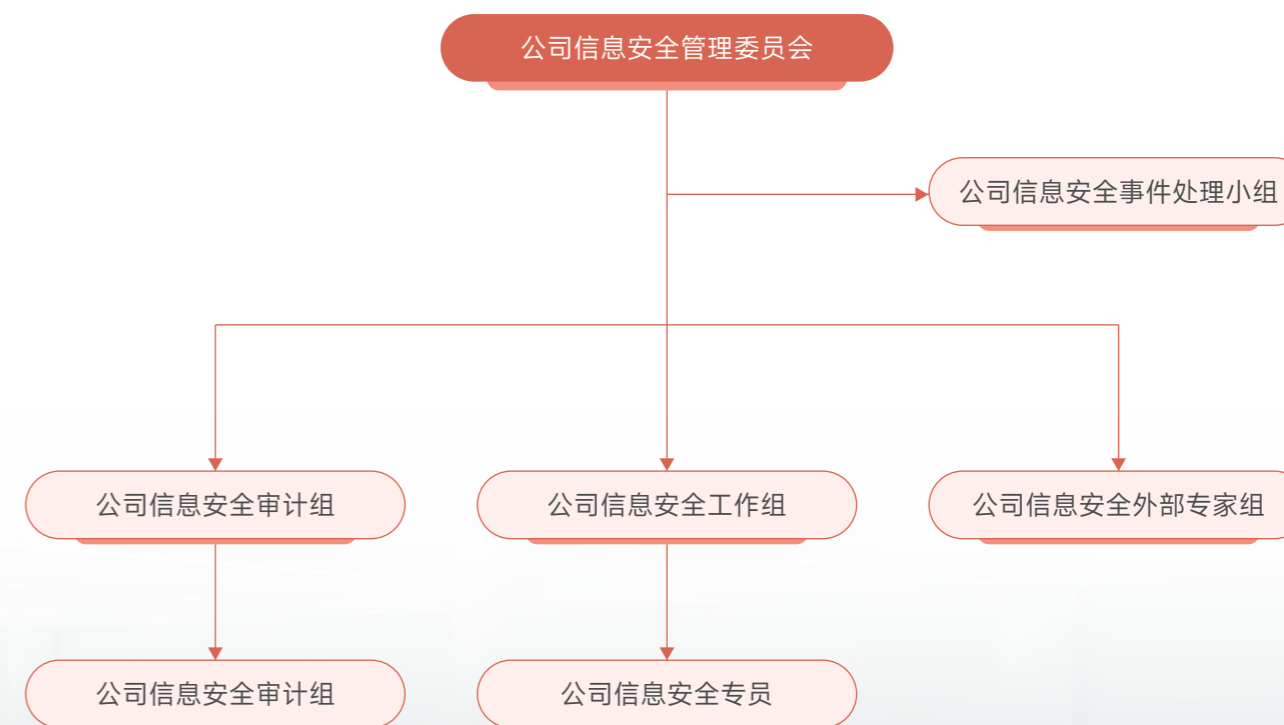 公司信息安全管理委员会
公司信息安全事件处理小组
公司信息安全审计组
公司信息安全工作组
公司信息安全外部专家组
公司信息安全审计组
公司信息安全专员